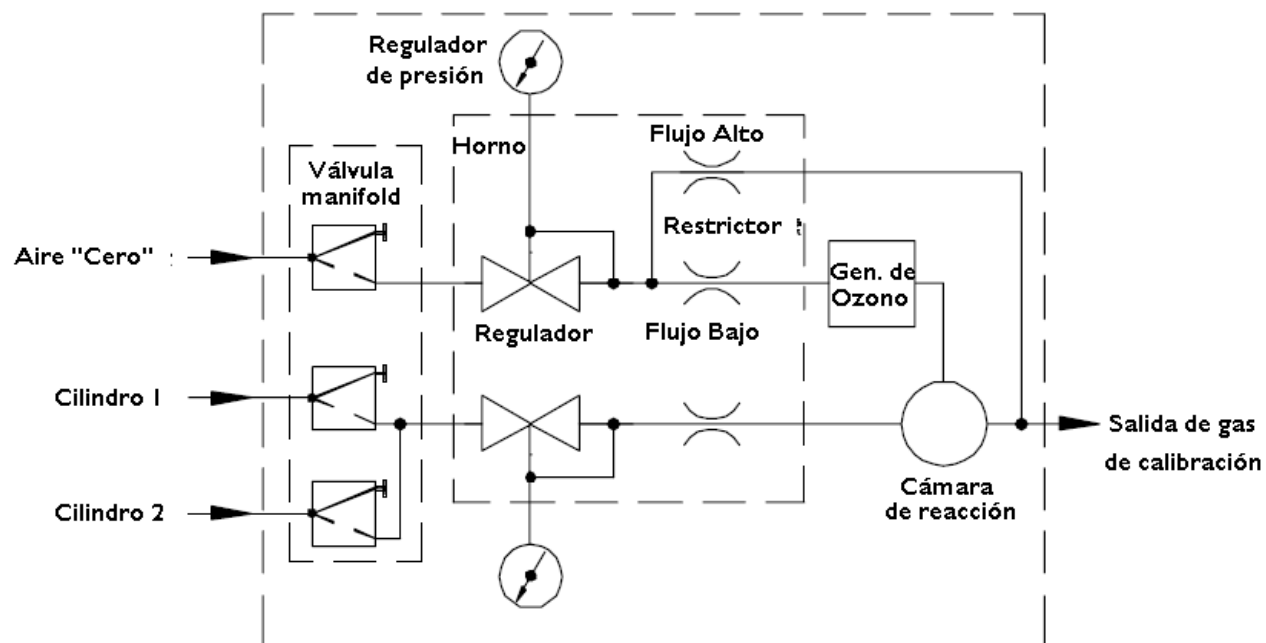 Regulador
de presión
Horno
Flujo Alto
Válvula
manifold
Restrictor
Aire "Cero"
Gen. de
Ozono
Regulador
Flujo Bajo
Cilindro 1
Salida de gas
de calibración
Cilindro 2
Cámara
de reacción